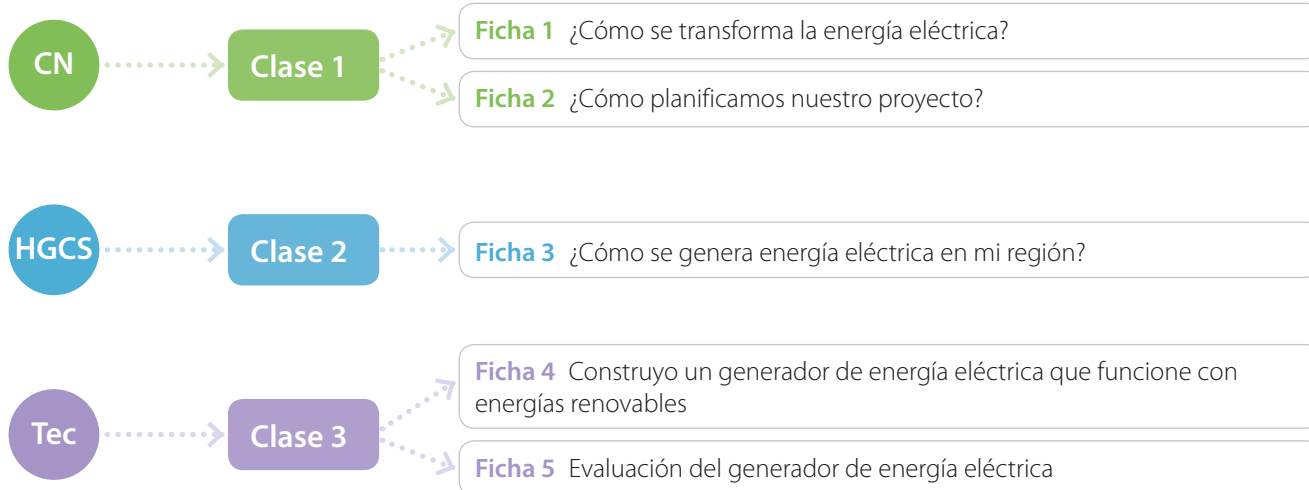 CN
Clase 1
Ficha 1 ¿Cómo se transforma la energía eléctrica?
Ficha 2 ¿Cómo planificamos nuestro proyecto?
HGCS
Clase 2
Ficha 3 ¿Cómo se genera energía eléctrica en mi región?
Tec
Clase 3
Ficha 4 Construyo un generador de energía eléctrica que funcione con
energías renovables
Ficha 5 Evaluación del generador de energía eléctrica